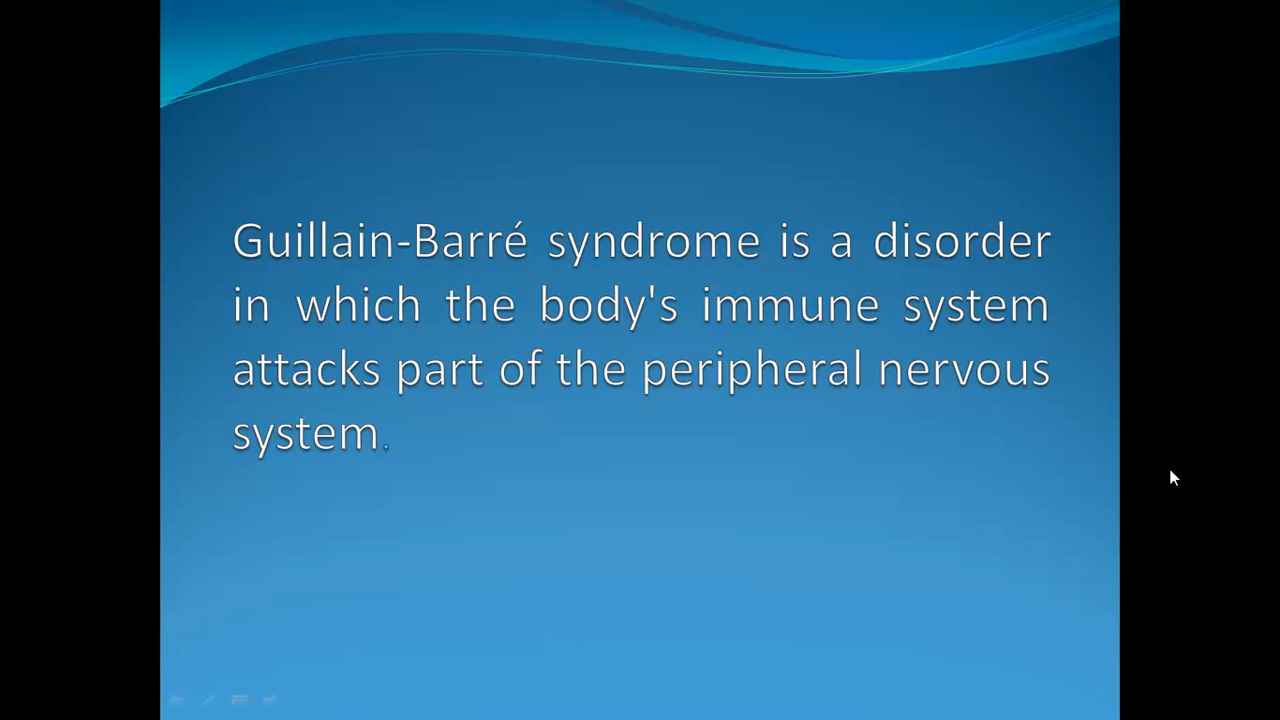 Guillain-Barré syndrome is a disorder
in which the body's immune system
attacks part of the peripheral nervous
system.